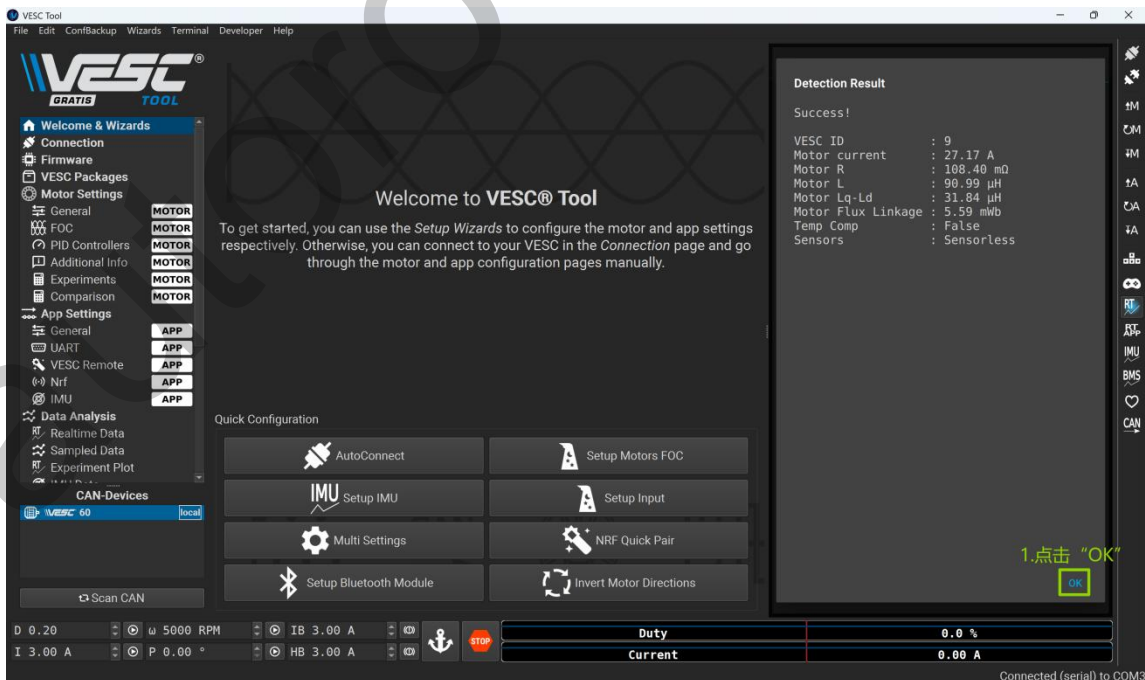 VESC Tool
File Edit ConfBackup Wizards Terminal Developer Help
VESC®
GRATIS TOOL
Welcome & Wizards
Connection
Firmware
VESC Packages
Motor Settings
General MOTOR
FOC MOTOR
PID Controllers MOTOR
Additional Info MOTOR
Experiments MOTOR
Comparison MOTOR
App Settings
General APP
UART APP
VESC Remote APP
Nrf APP
IMU APP
Data Analysis
Realtime Data
Sampled Data
Experiment Plot
CAN-Devices
VESC 60 local
Scan CAN
Welcome to VESC® Tool
To get started, you can use the Setup Wizards to configure the motor and app settings
respectively. Otherwise, you can connect to your VESC in the Connection page and go
through the motor and app configuration pages manually.
Quick Configuration
AutoConnect Setup Motors FOC
IMU Setup IMU Setup Input
Multi Settings NRF Quick Pair
Setup Bluetooth Module Invert Motor Directions
Detection Result
Success!
VESC ID : 9
Motor current : 27.17 A
Motor R : 108.40 mΩ
Motor L : 90.99 µH
Motor Lq-Ld : 31.84 µH
Motor Flux Linkage : 5.59 mWb
Temp Comp : False
Sensors : Sensorless
1.点击“OK”
OK
M
M
M
A
A
A
RT
RT APP
IMU
BMS
CAN
D 0.20 ω 5000 RPM IB 3.00 A STOP Duty 0.0 %
I 3.00 A P 0.00 ° HB 3.00 A Current 0.00 A
Connected (serial) to COM3